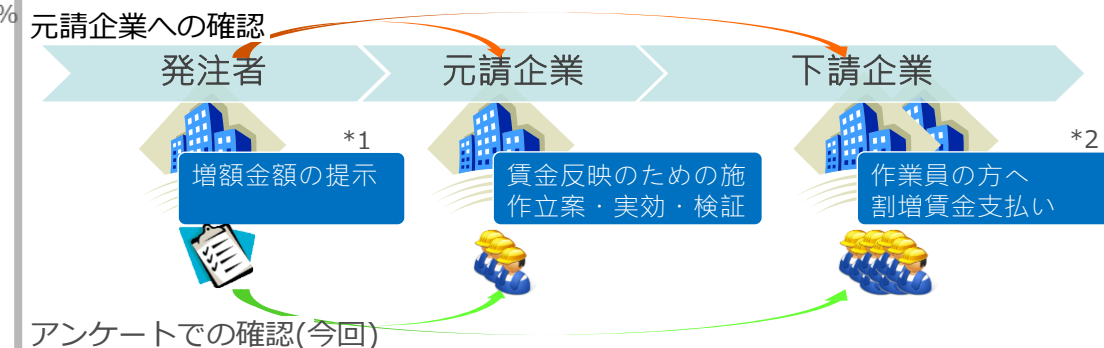 %
元請企業への確認
発注者
元請企業
下請企業
*1
*2
増額金額の提示
賃金反映のための施
作立案・実効・検証
作業員の方へ
割増賃金支払い
アンケートでの確認(今回)